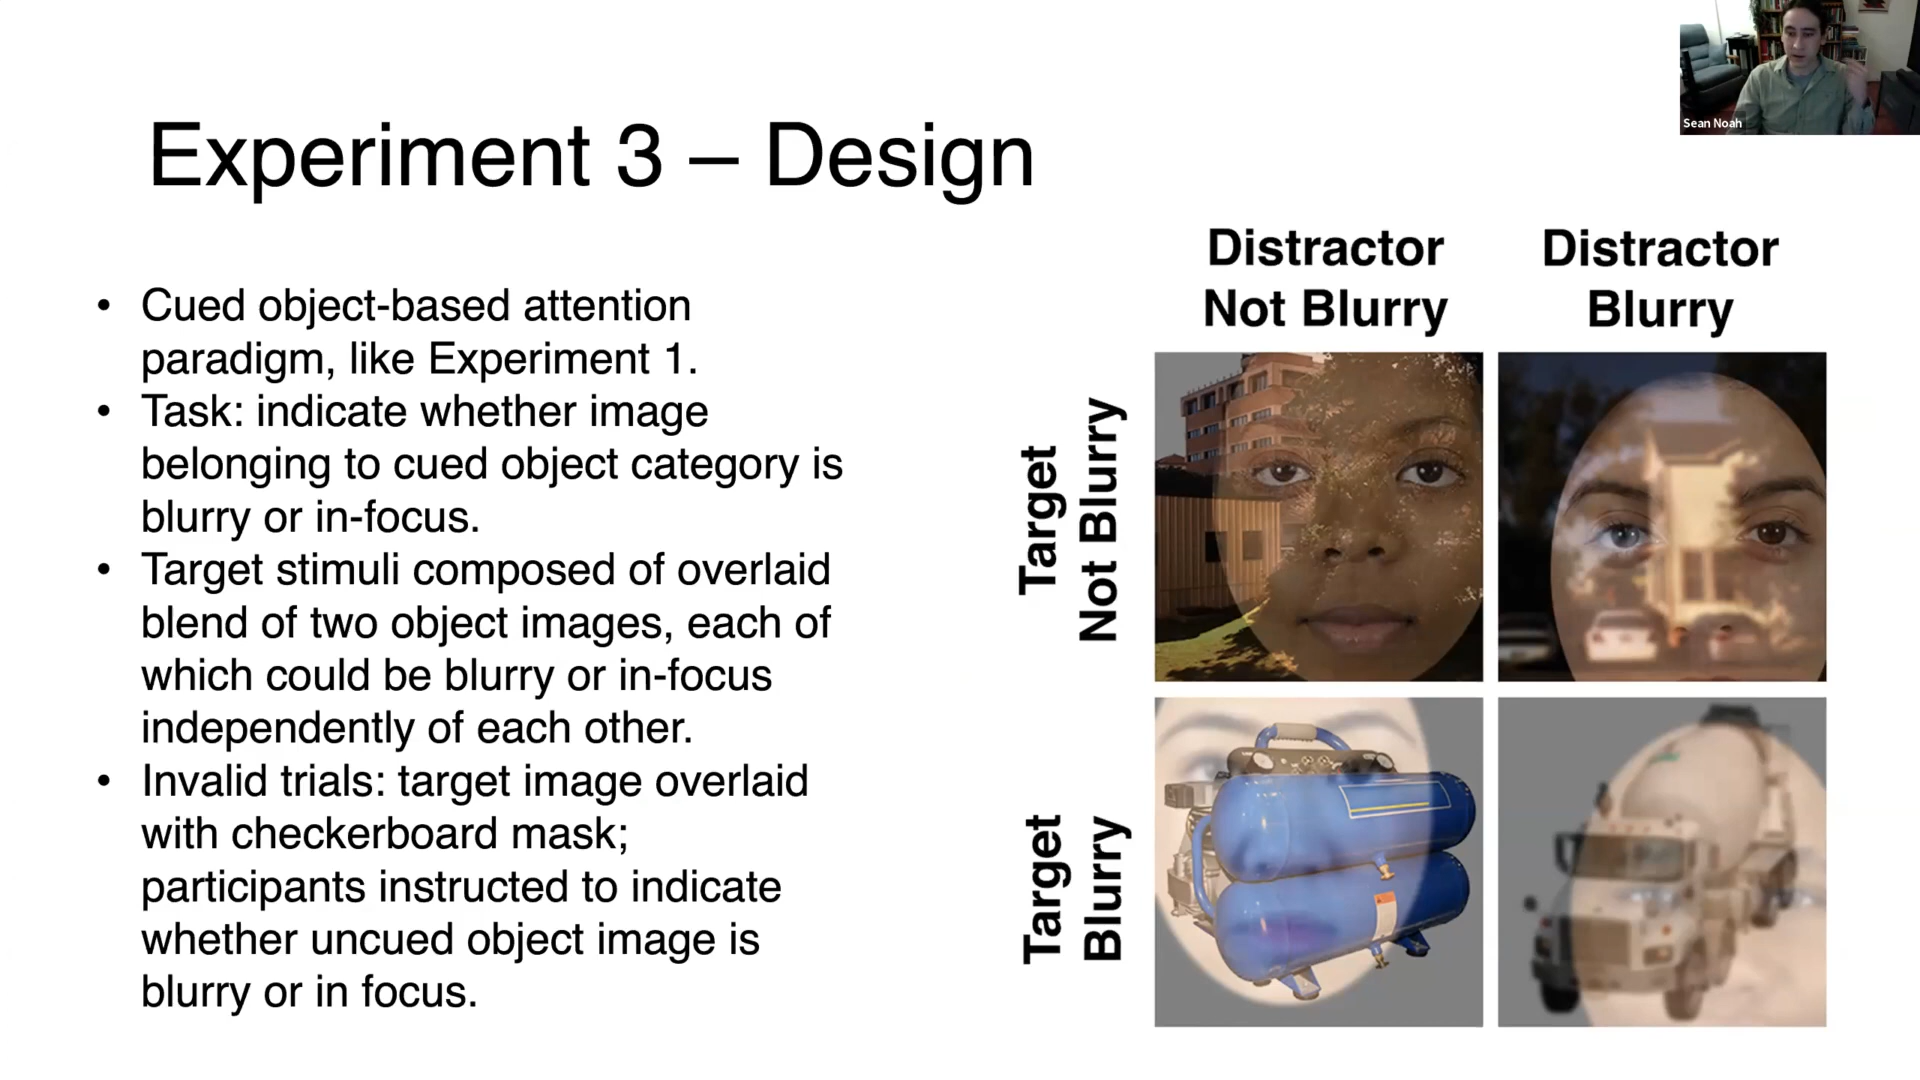 Sean Noah
Experiment 3 – Design
• Cued object-based attention
paradigm, like Experiment 1.
• Task: indicate whether image
belonging to cued object category is
blurry or in-focus.
• Target stimuli composed of overlaid
blend of two object images, each of
which could be blurry or in-focus
independently of each other.
• Invalid trials: target image overlaid
with checkerboard mask;
participants instructed to indicate
whether uncued object image is
blurry or in focus.
Distractor
Not Blurry
Distractor
Blurry
Target
Not Blurry
Target
Blurry